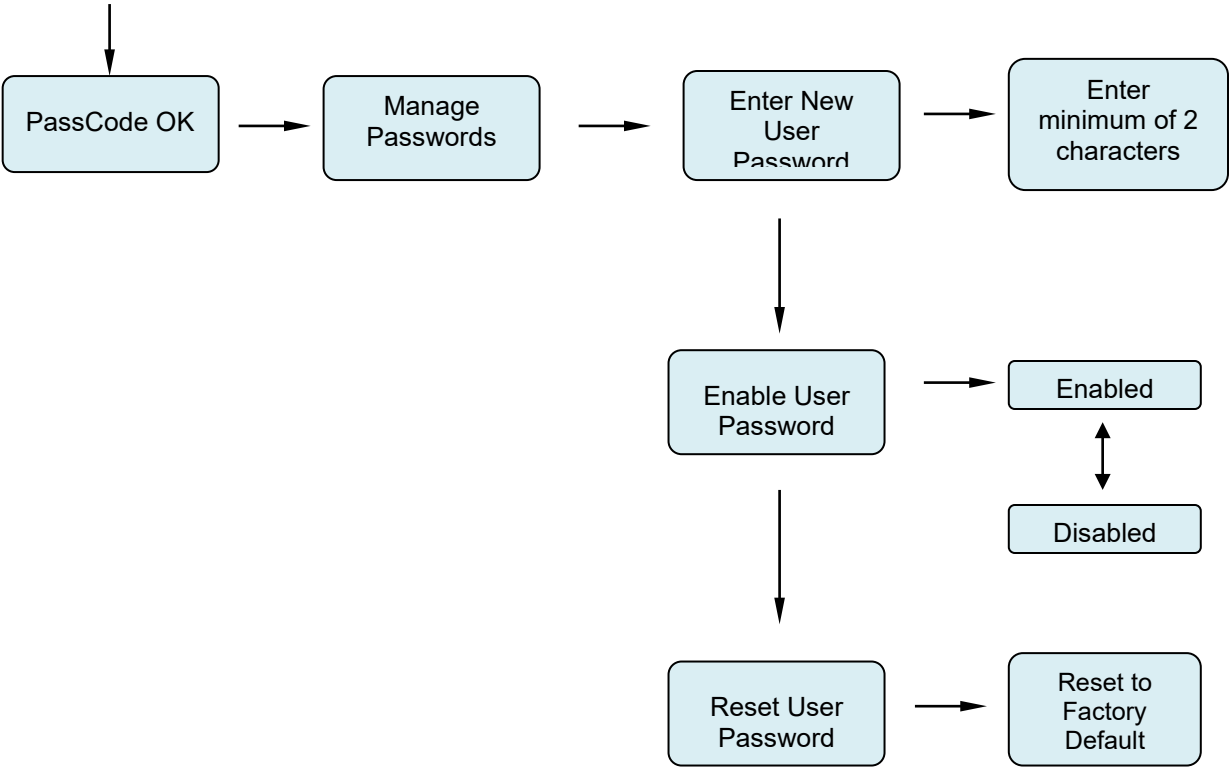 PassCode OK
Manage
Passwords
Enter New
User
Password
Enter
minimum of 2
characters
Enable User
Password
Enabled
Disabled
Reset User
Password
Reset to
Factory
Default